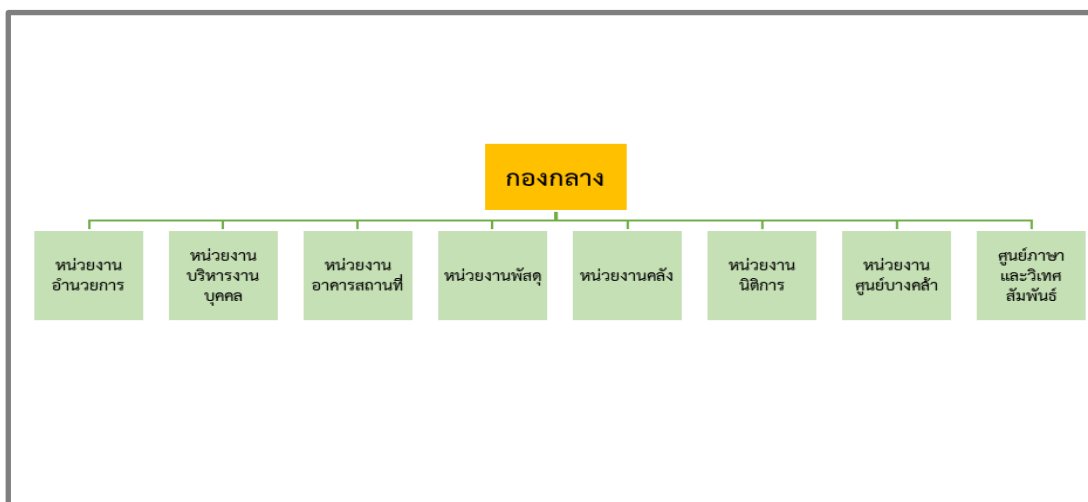 กองกลาง
หน่วยงาน
อำนวยการ
หน่วยงาน
บริหารงาน
บุคคล
หน่วยงาน
อาคารสถานที่
หน่วยงานพัสดุ
หน่วยงานคลัง
หน่วยงาน
นิติการ
หน่วยงาน
ศูนย์บางคล้า
ศูนย์ภาษา
และวิเทศ
สัมพันธ์